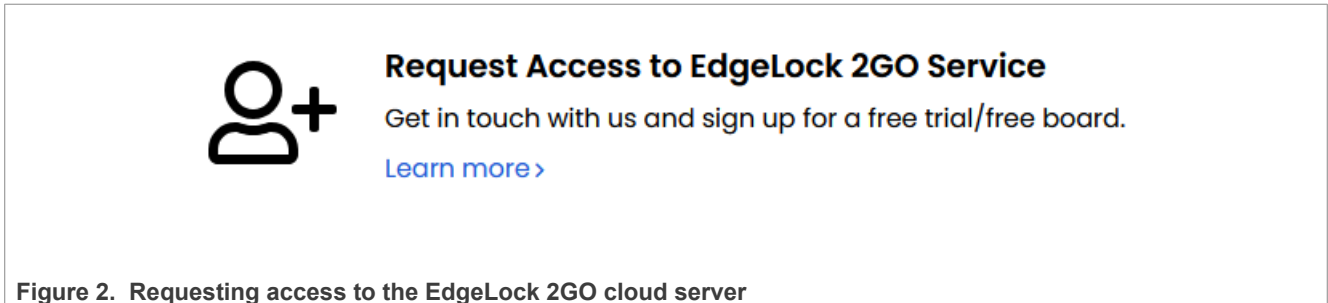 Request Access to EdgeLock 2GO Service
Get in touch with us and sign up for a free trial/free board.
Learn more >
Figure 2. Requesting access to the EdgeLock 2GO cloud server